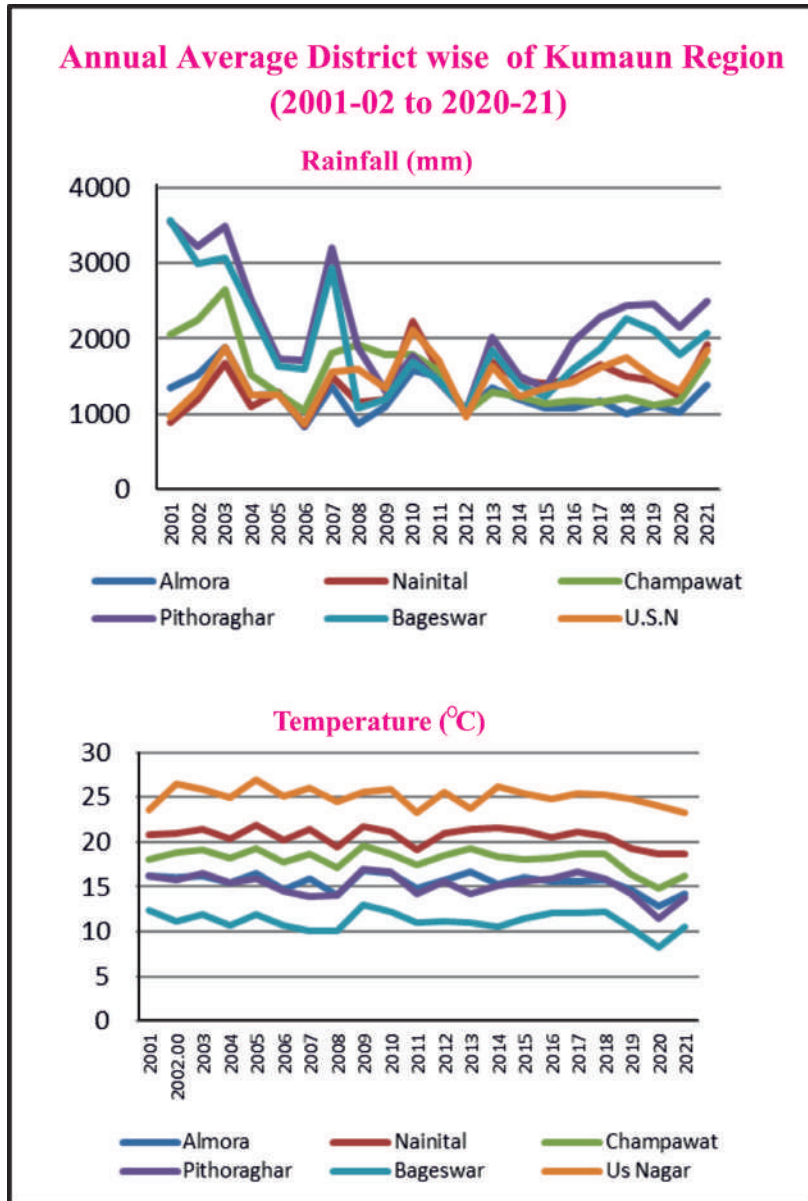 Annual Average District wise of Kumaun Region
(2001-02 to 2020-21)
Rainfall (mm)
4000
3000
2000
1000
0
2001 2002 2003 2004 2005 2006 2007 2008 2009 2010 2011 2012 2013 2014 2015 2016 2017 2018 2019 2020 2021
Almora Nainital Champawat
Pithoraghar Bageswar U.S.N
Temperature (°C)
30
25
20
15
10
5
0
2001 2002.00 2003 2004 2005 2006 2007 2008 2009 2010 2011 2012 2013 2014 2015 2016 2017 2018 2019 2020 2021
Almora Nainital Champawat
Pithoraghar Bageswar Us Nagar